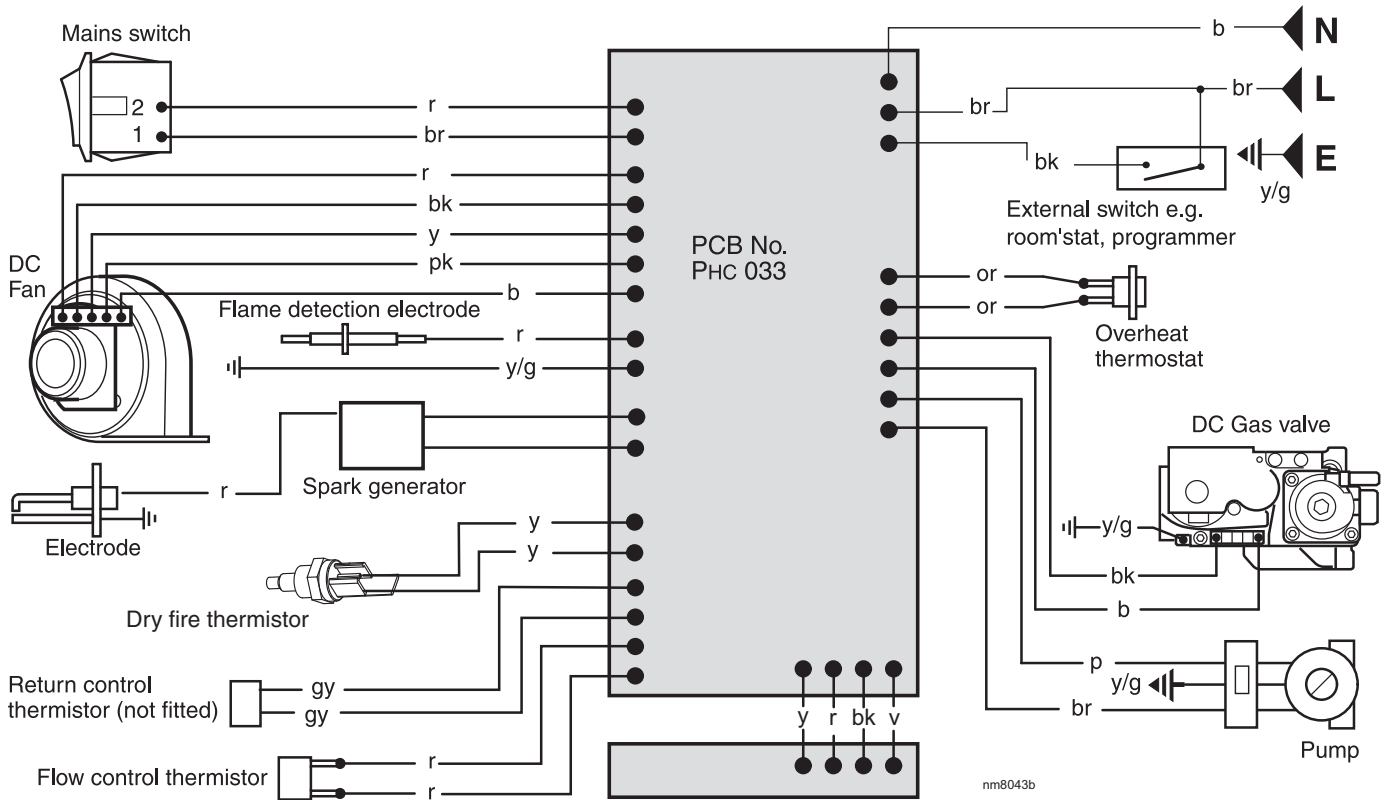 Mains switch
2
1
r
br
r
bk
y
pk
b
DC
Fan
Flame detection electrode
r
y/g
Spark generator
r
Electrode
y
y
Dry fire thermistor
Return control
thermistor (not fitted)
gy
gy
Flow control thermistor
r
r
PCB No.
PHC 033
y r bk v
b
N
br
br
L
bk
E
y/g
External switch e.g.
room'stat, programmer
or
or
Overheat
thermostat
DC Gas valve
y/g
bk
b
p
y/g
br
Pump
nm8043b